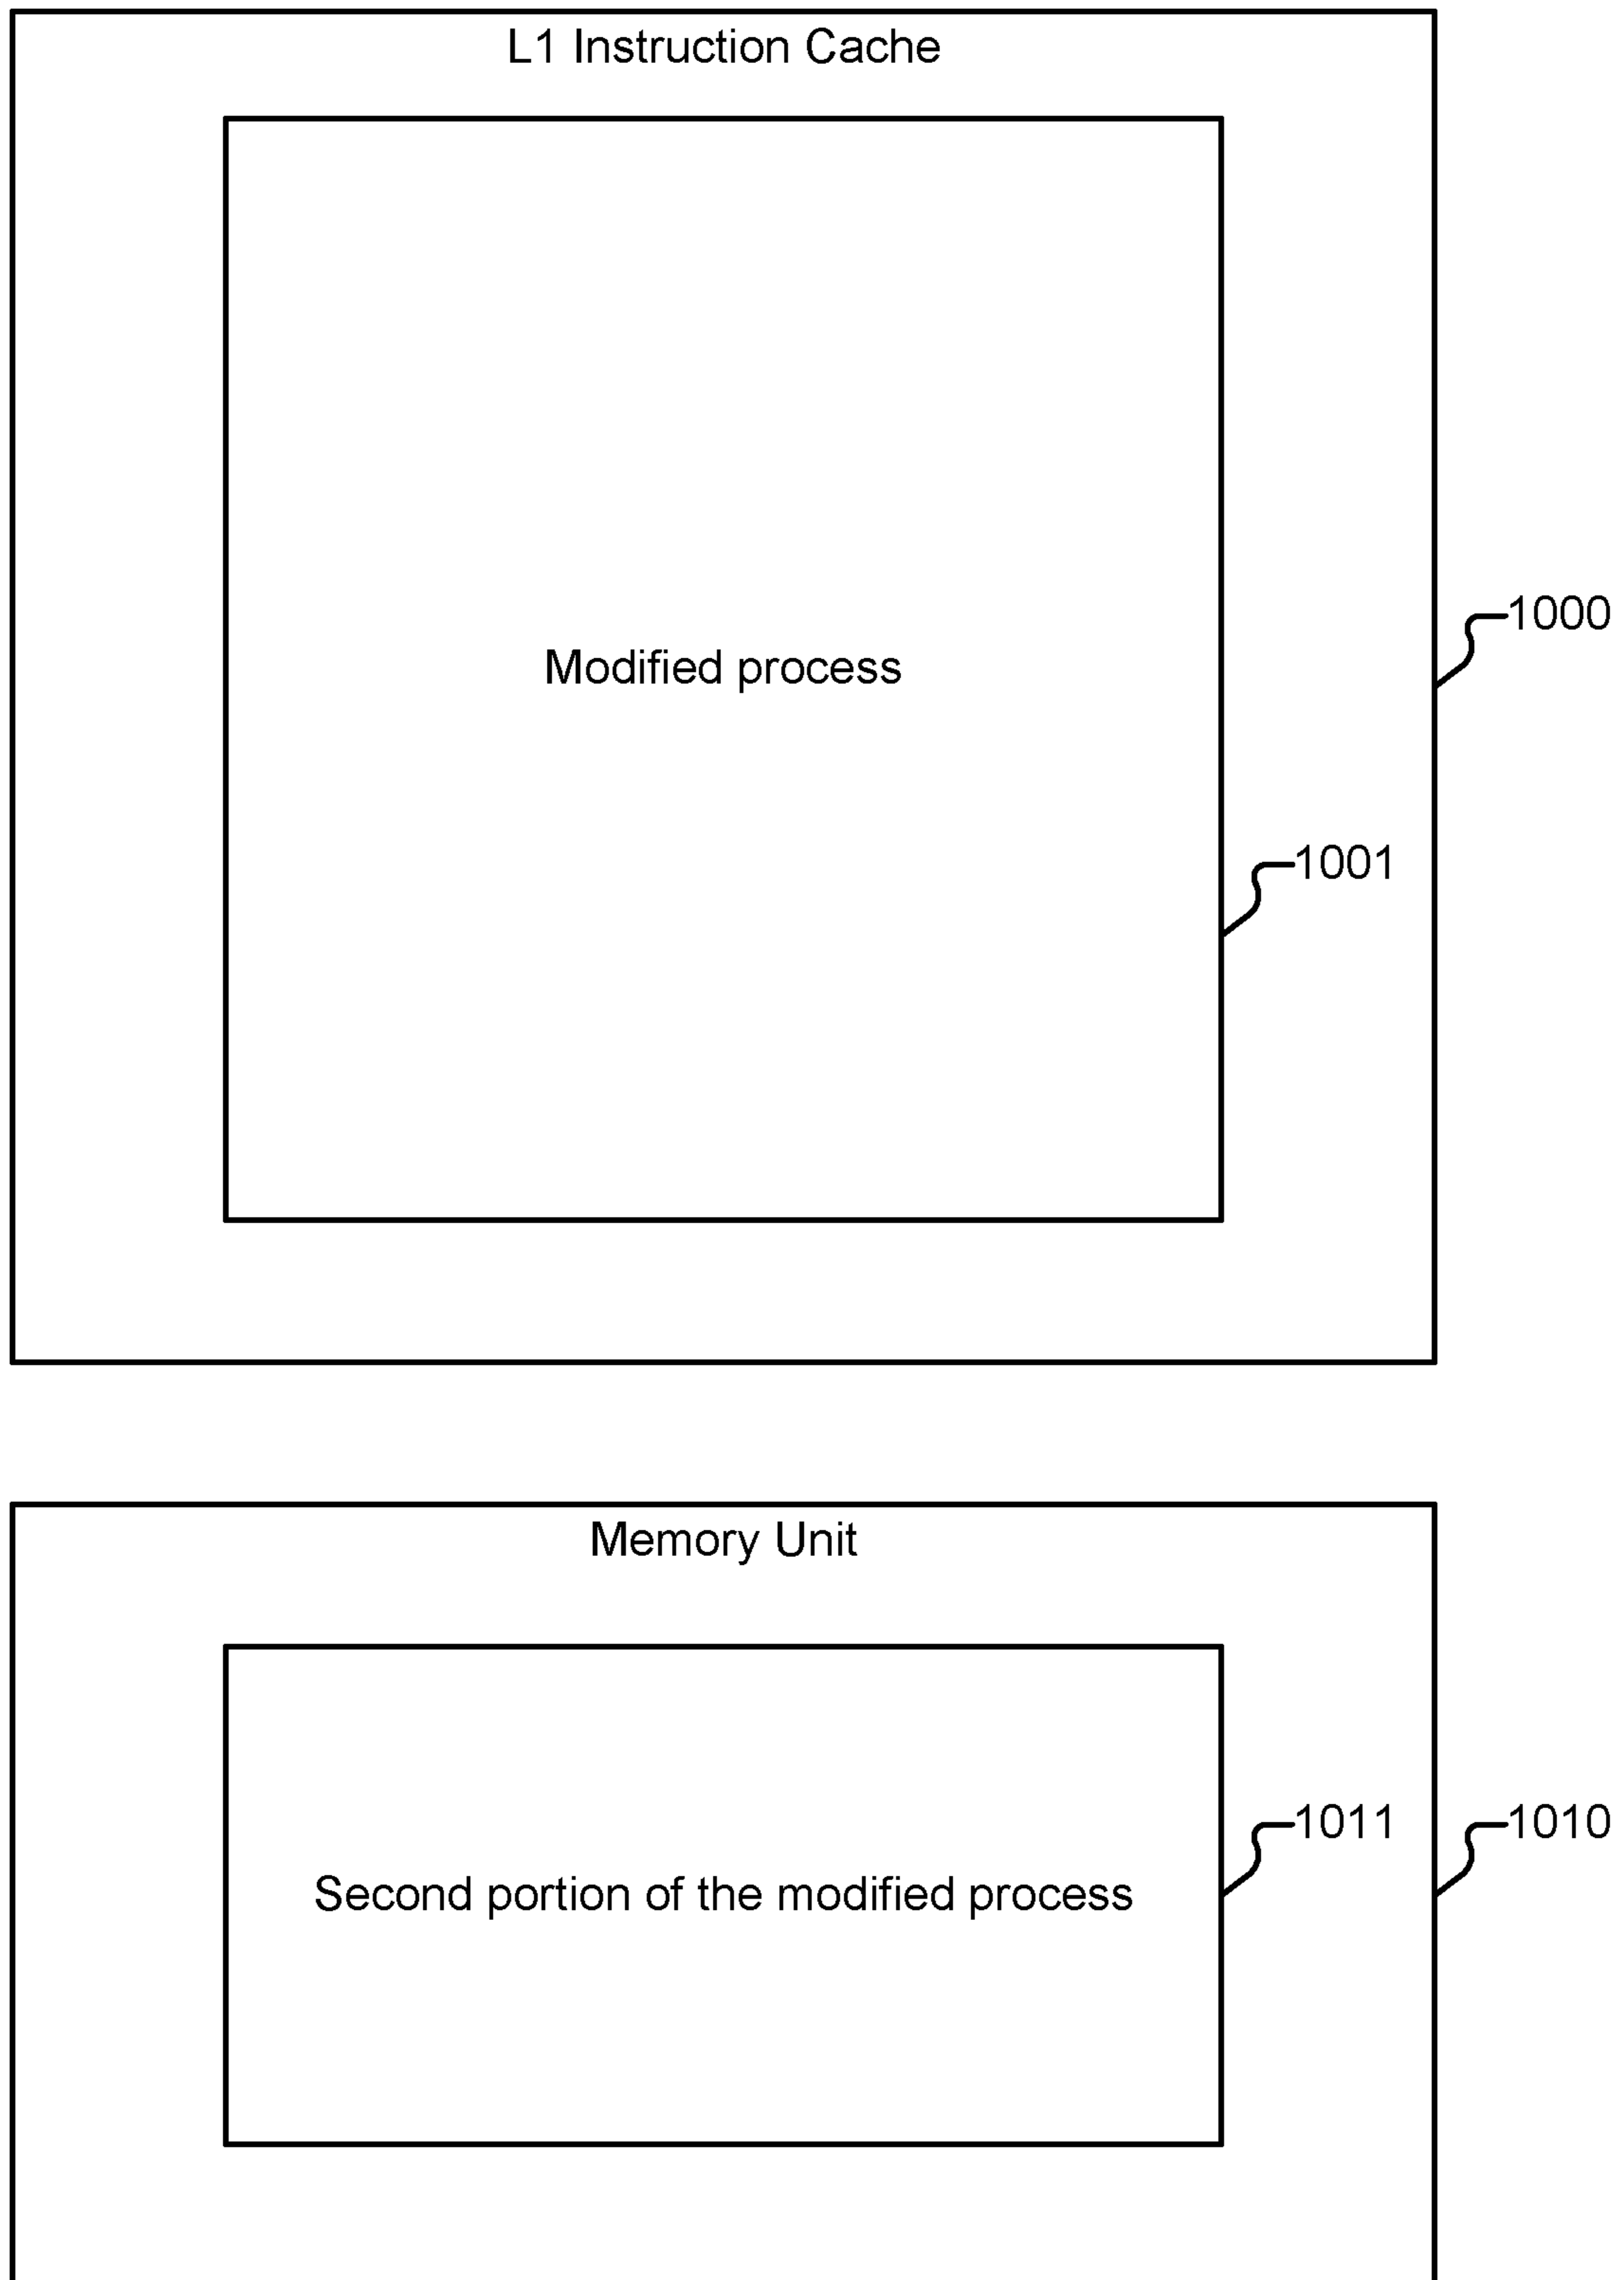 L1 Instruction Cache
Modified process
1000
1001
Memory Unit
Second portion of the modified process
1011
1010